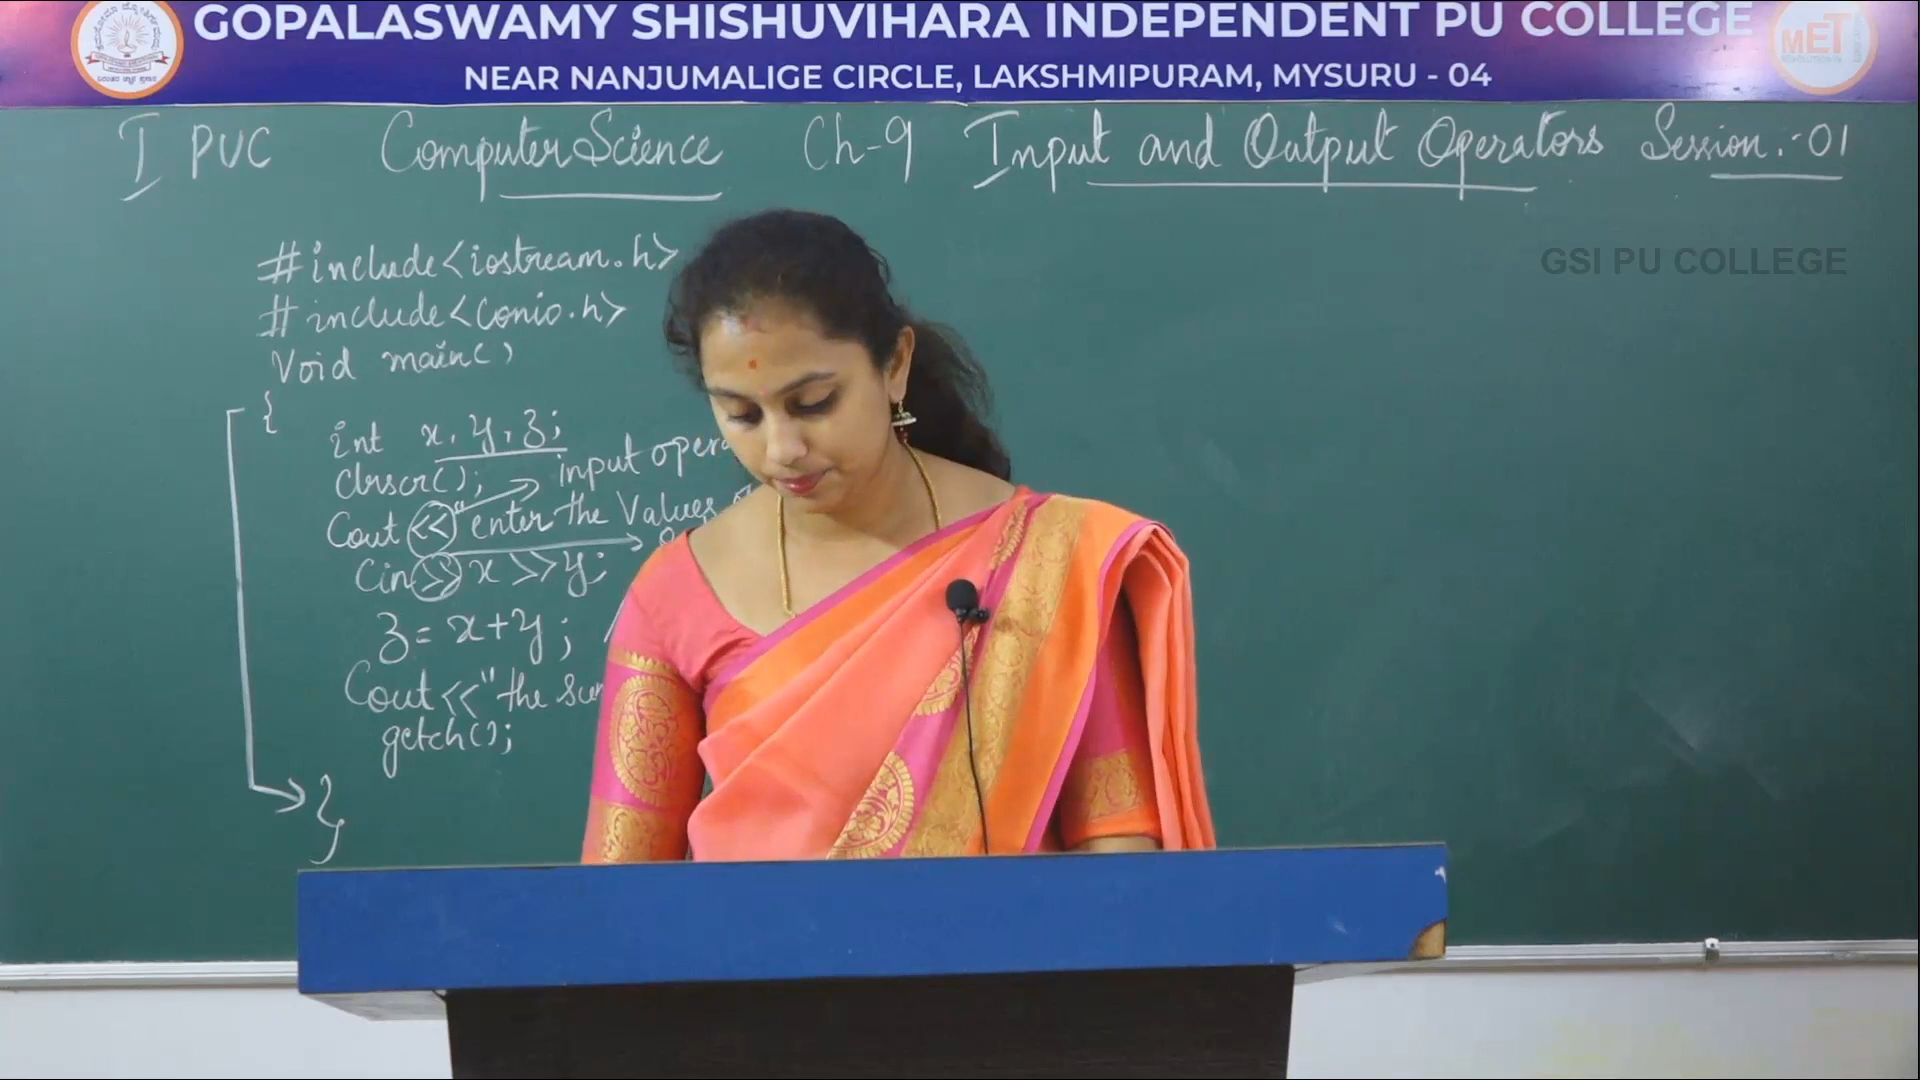 GOPALASWAMY SHISHUVIHARA INDEPENDENT PU COLLEGE
NEAR NANJUMALIGE CIRCLE, LAKSHMIPURAM, MYSURU - 04
MET
I PUC Computer Science Ch-9 Input and Output Operators Session:-01
GSI PU COLLEGE
#include<iostream.h>
#include<conio.h>
Void main()
{
int x, y, z;
clrscr(); input
Cout << "enter the Values
Cin >> x >> y;
z = x + y;
Cout << "the
getch();
}